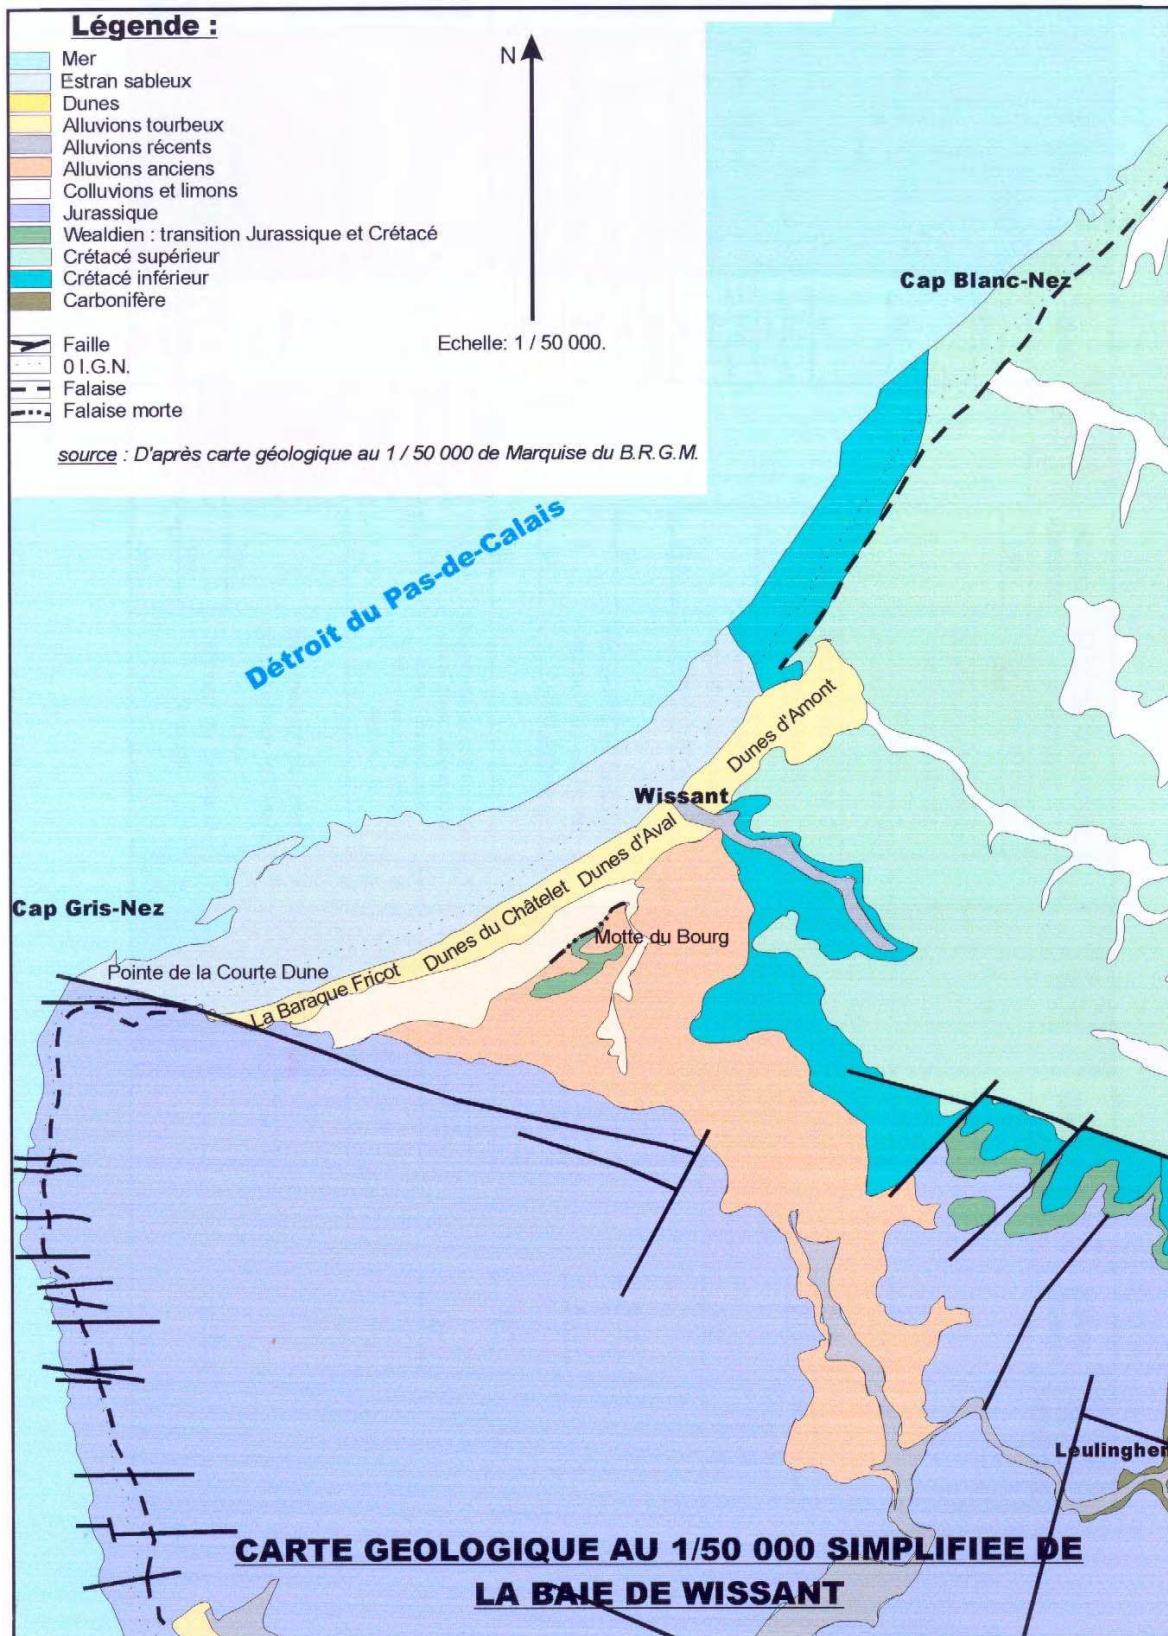 Légende :
Mer
Estran sableux
Dunes
Alluvions tourbeux
Alluvions récents
Alluvions anciens
Colluvions et limons
Jurassique
Wealdien : transition Jurassique et Crétacé
Crétacé supérieur
Crétacé inférieur
Carbonifère
Faille
0 I.G.N.
Falaise
Falaise morte
N
Echelle: 1 / 50 000.
source : D'après carte géologique au 1 / 50 000 de Marquise du B.R.G.M.
Cap Blanc-Nez
Détroit du Pas-de-Calais
Dunes d'Amont
Wissant
Dunes d'Aval
Dunes du Châtelet
Cap Gris-Nez
Motte du Bourg
Pointe de la Courte Dune
La Baraque Fricot
Leulinghen
CARTE GEOLOGIQUE AU 1/50 000 SIMPLIFIEE DE
LA BAIE DE WISSANT